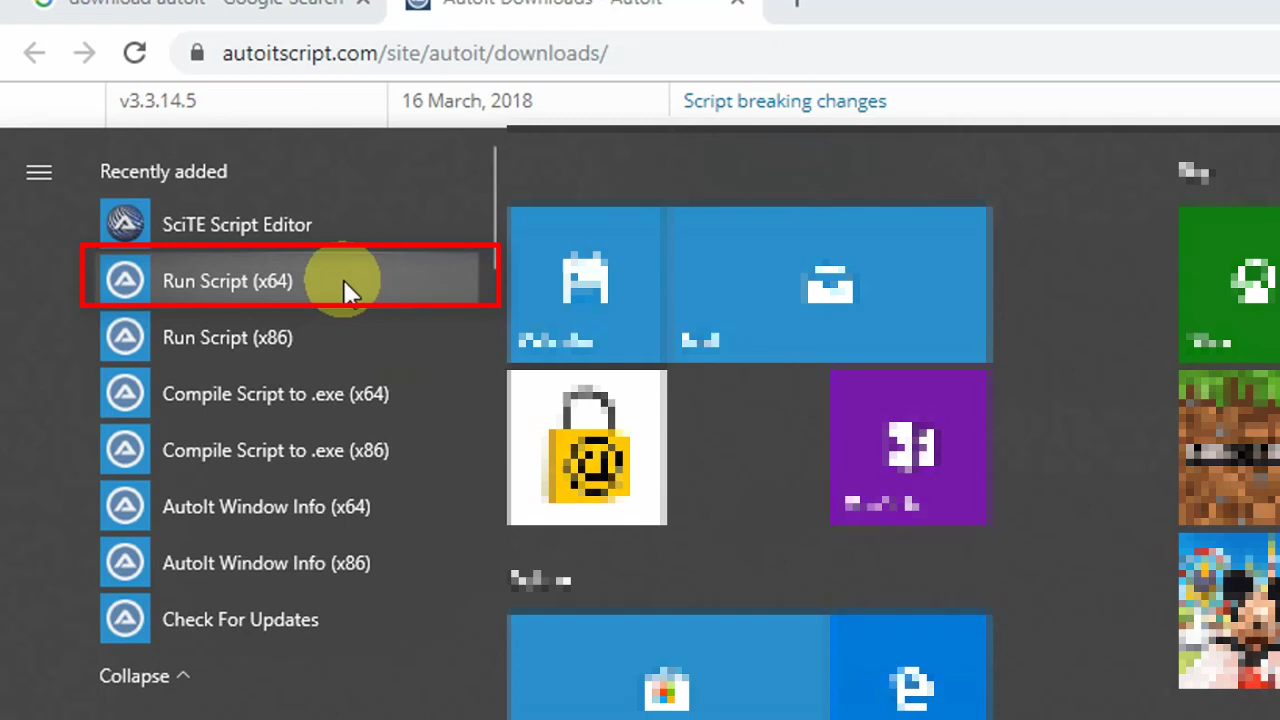 download autoit - Google Search
AutoIt Downloads - AutoIt
autoitscript.com/site/autoit/downloads/
v3.3.14.5
16 March, 2018
Script breaking changes
Recently added
SciTE Script Editor
Run Script (x64)
Run Script (x86)
Compile Script to .exe (x64)
Compile Script to .exe (x86)
AutoIt Window Info (x64)
AutoIt Window Info (x86)
Check For Updates
Collapse